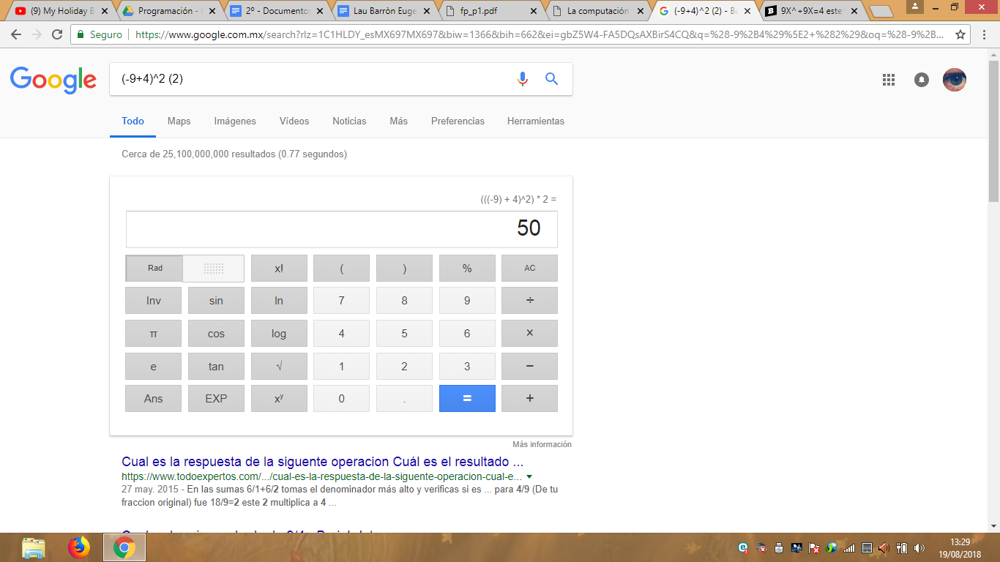 (9) My Holiday B
Programación -
2º - Documentos
Lau Barròn Euge
fp_p1.pdf
La computación
(-9+4)^2 (2) - Bu
9X^+9X=4 este
Seguro
https://www.google.com.mx/search?rlz=1C1HLDY_esMX697MX697&biw=1366&bih=662&ei=gbZ5W4-FA5DQsAXBirS4CQ&q=%28-9%2B4%29%5E2+%282%29&oq=%28-9%2B...
Google
(-9+4)^2 (2)
Todo
Maps
Imágenes
Vídeos
Noticias
Más
Preferencias
Herramientas
Cerca de 25,100,000,000 resultados (0.77 segundos)
(((-9) + 4)^2) * 2 =
50
Rad x! ( ) % AC
Inv sin ln 7 8 9 ÷
π cos log 4 5 6 ×
e tan √ 1 2 3 −
Ans EXP xʸ 0 . = +
Más información
Cual es la respuesta de la siguente operacion Cuál es el resultado ...
https://www.todoexpertos.com/.../cual-es-la-respuesta-de-la-siguente-operacion-cual-e...
27 may. 2015 - En las sumas 6/1+6/2 tomas el denominador más alto y verificas si es ... para 4/9 (De tu
fraccion original) fue 18/9=2 este 2 multiplica a 4 ...
13:29
19/08/2018